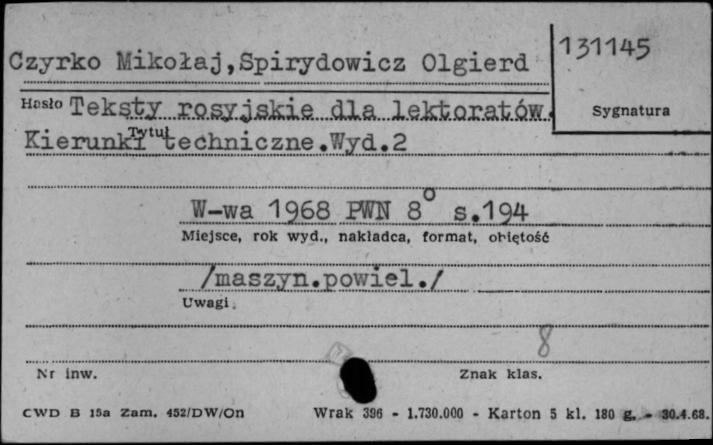 131145
Czyrko Mikołaj,Spirydowicz Olgierd
Hasło Teksty rosyjskie dla lektoratów.
Sygnatura
Kierunki techniczne.Wyd.2
Tytuł
W-wa 1968 PWN 8° s.194
Miejsce, rok wyd., nakładca, format, objętość
/maszyn.powiel./
Uwagi
8
Nr inw.
Znak klas.
CWD B 15a Zam. 452/DW/On Wrak 396 - 1.730.000 - Karton 5 kl. 180 g. - 30.4.68.